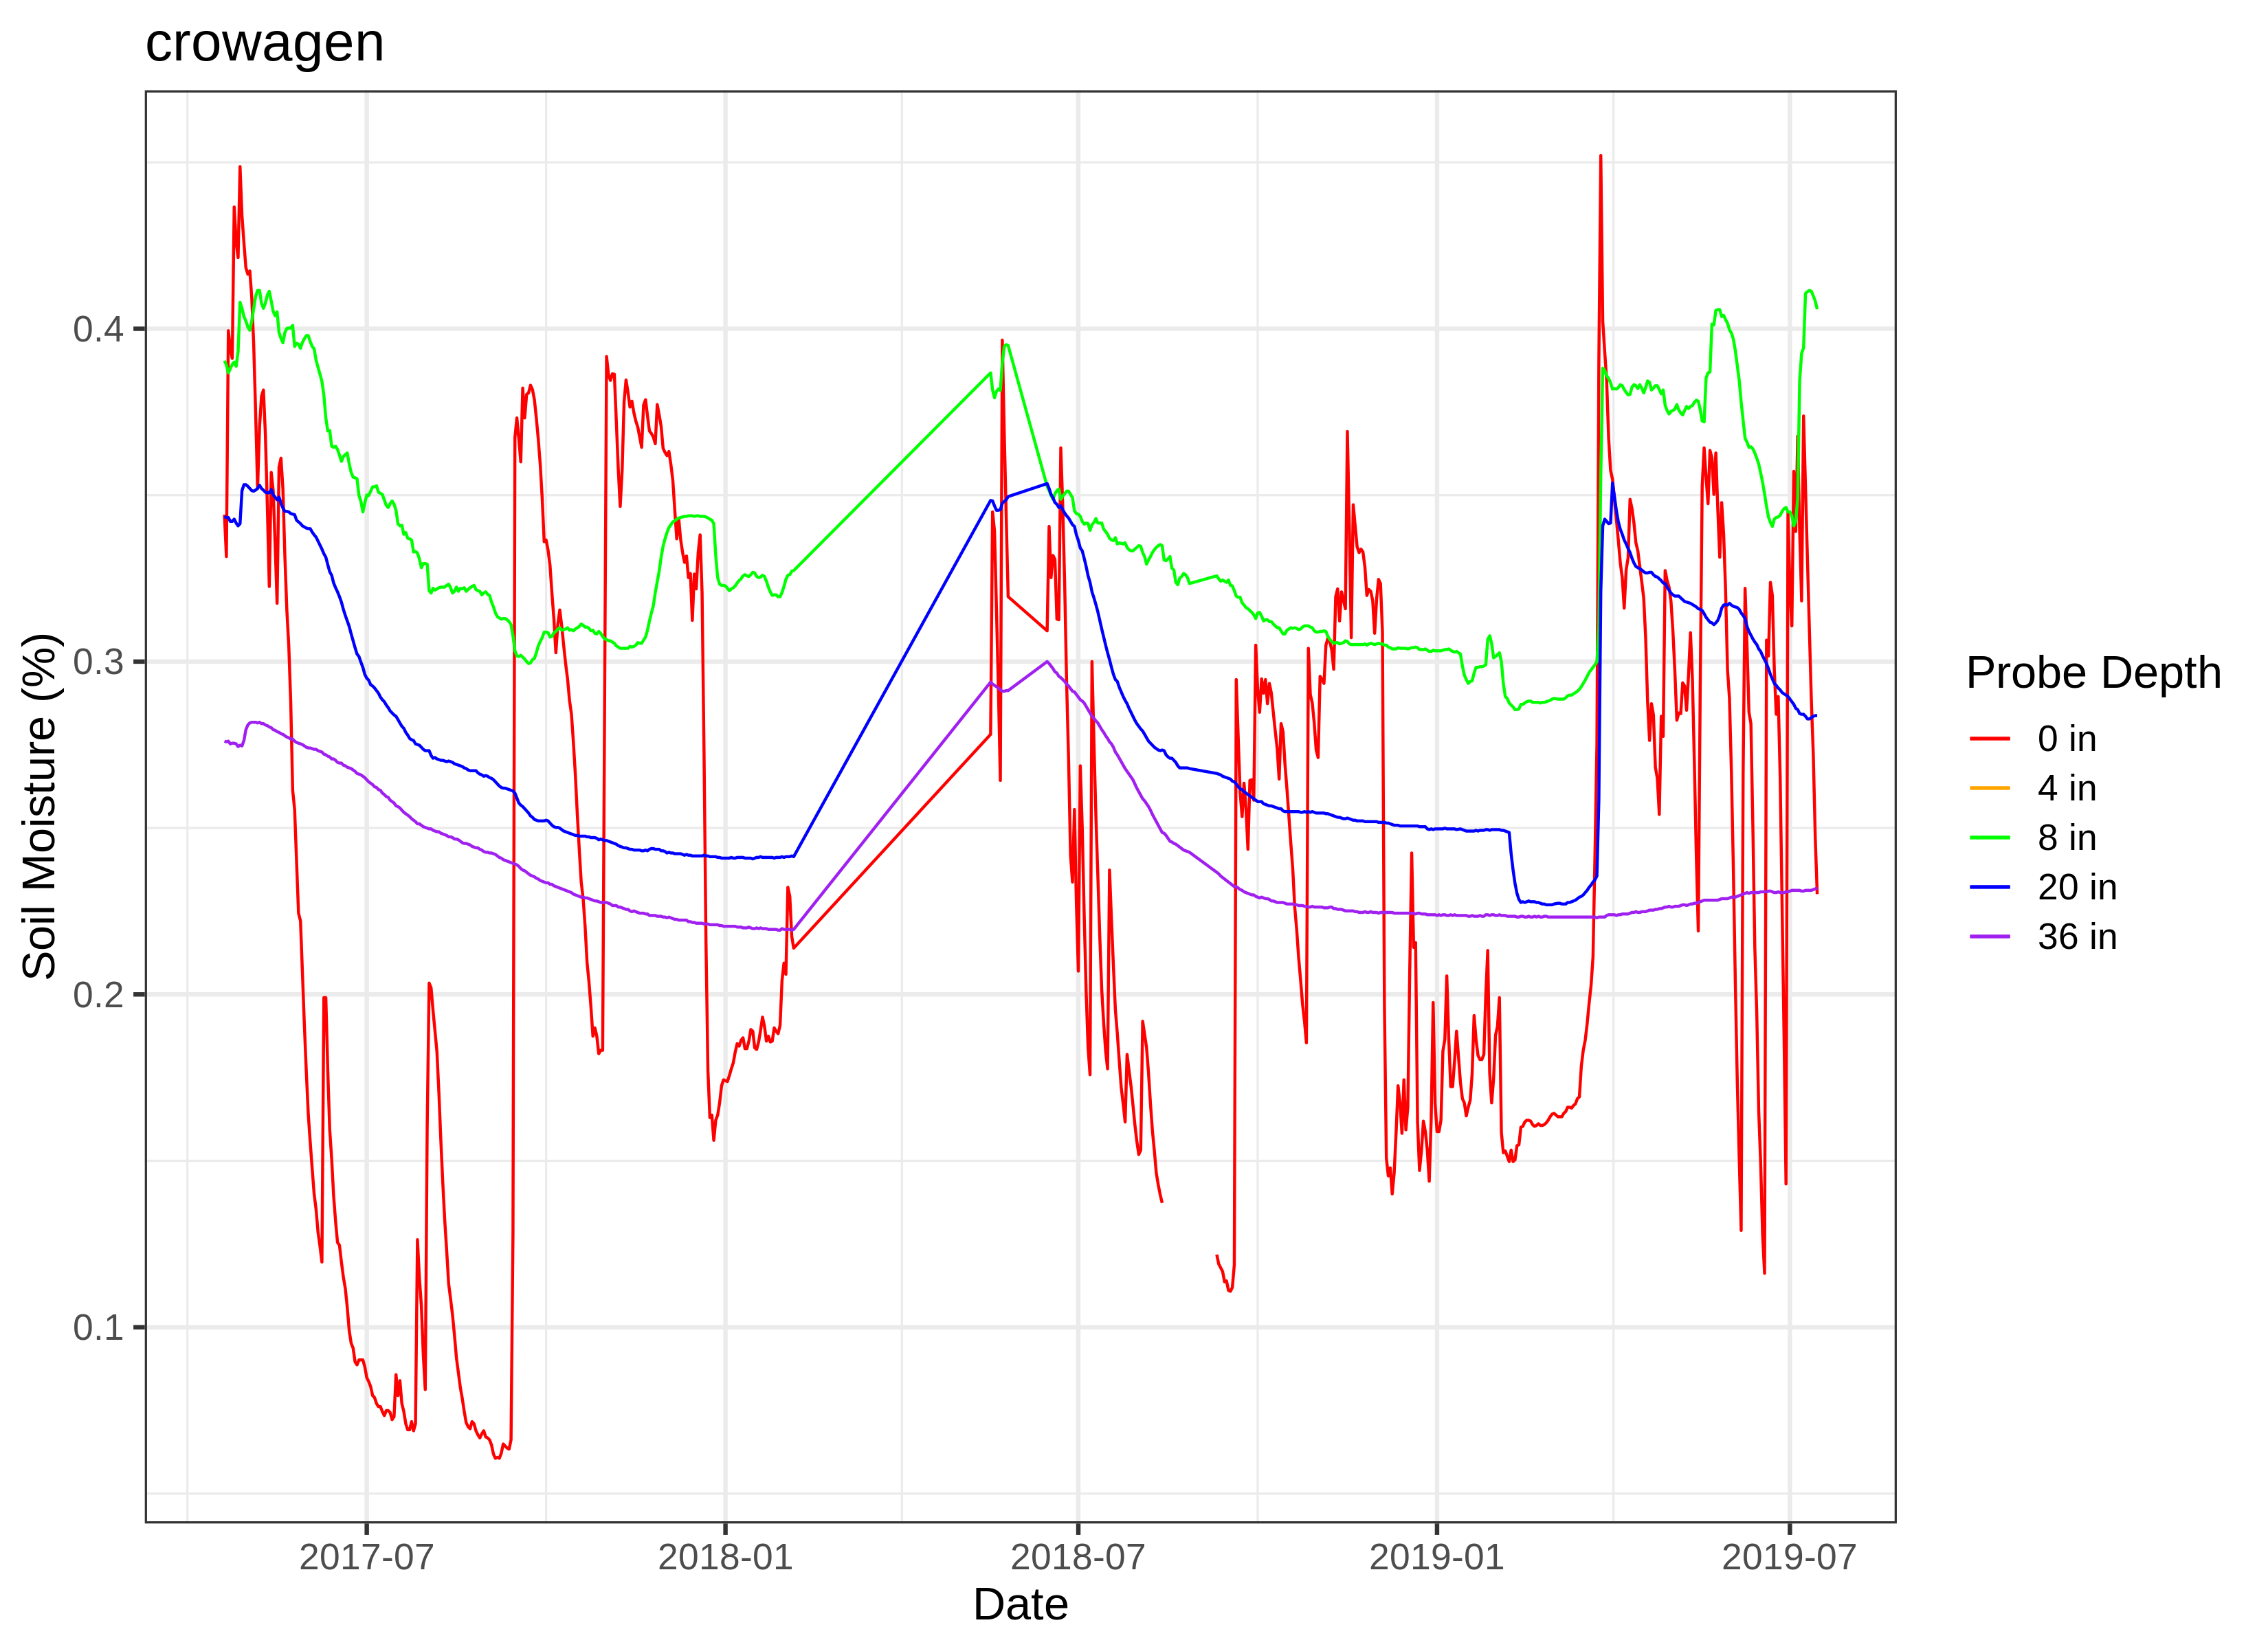 crowagen
Soil Moisture (%)
0.4
0.3
0.2
0.1
2017-07
2018-01
2018-07
2019-01
2019-07
Date
Probe Depth
0 in
4 in
8 in
20 in
36 in